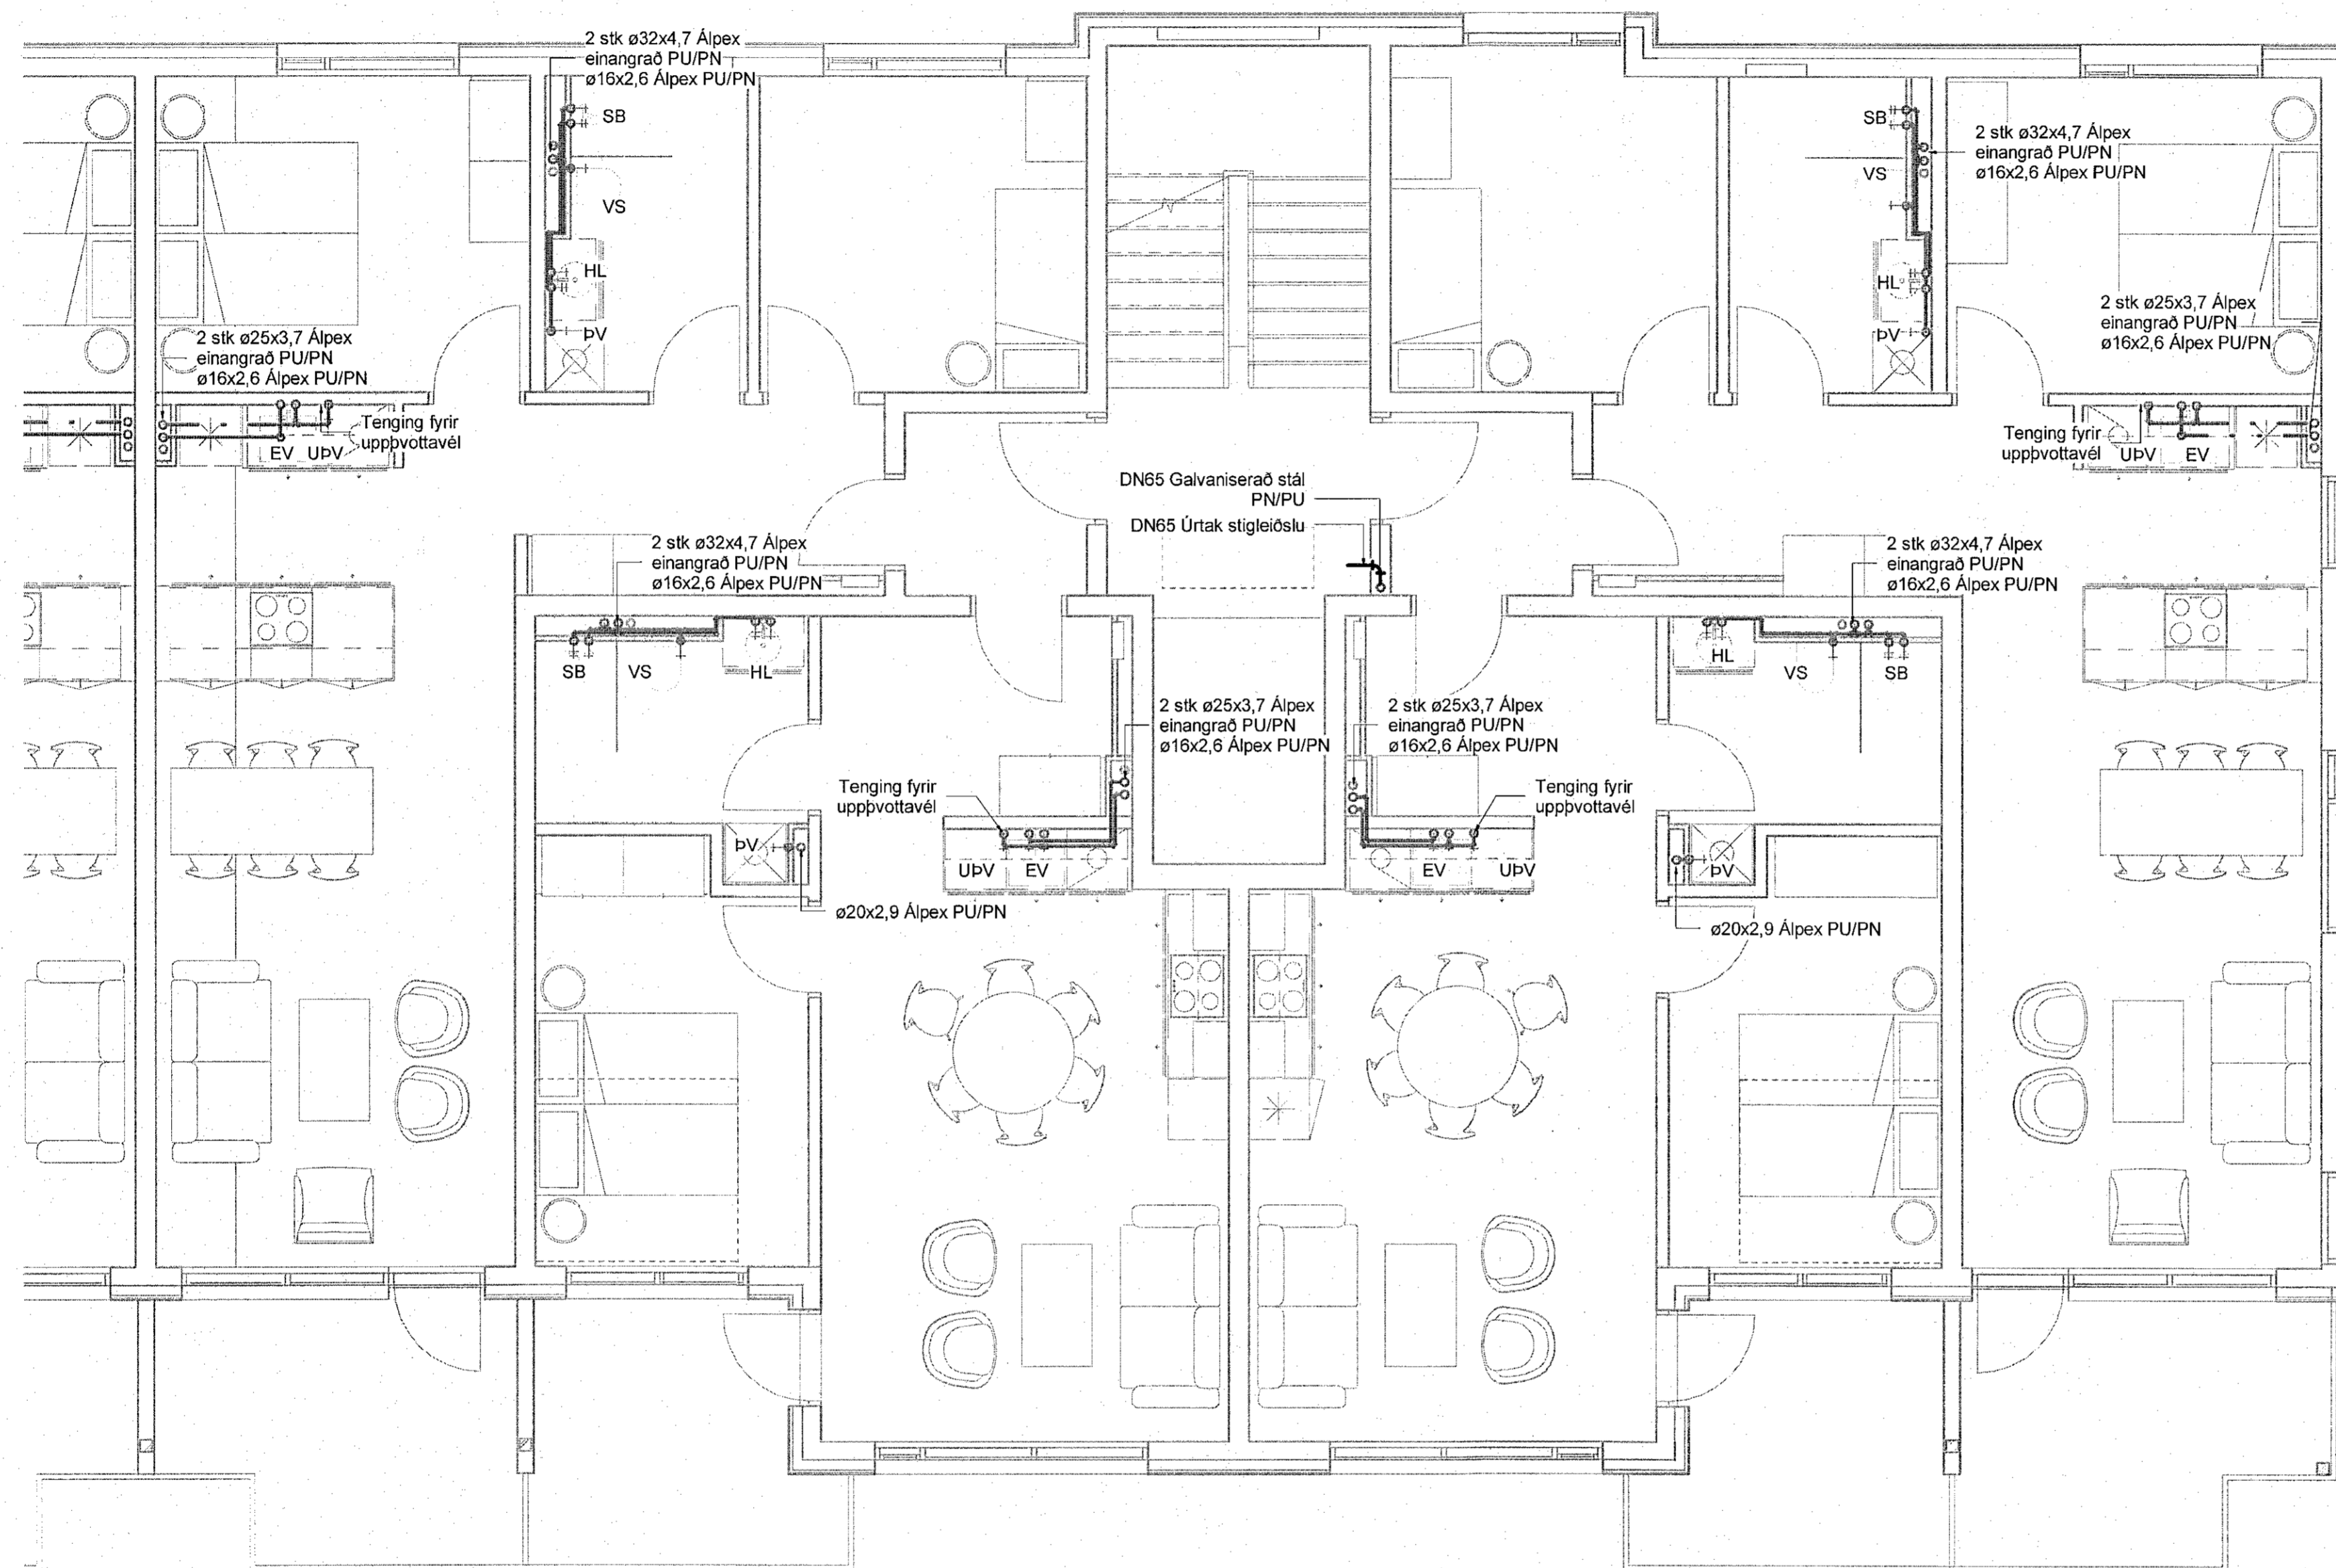 2 stk ø32x4,7 Álpex
einangrað PU/PN
ø16x2,6 Álpex PU/PN
SB
VS
HL
ÞV
SB
VS
HL
ÞV
2 stk ø32x4,7 Álpex
einangrað PU/PN
ø16x2,6 Álpex PU/PN
2 stk ø25x3,7 Álpex
einangrað PU/PN
ø16x2,6 Álpex PU/PN
2 stk ø25x3,7 Álpex
einangrað PU/PN
ø16x2,6 Álpex PU/PN
Tenging fyrir
uppþvottavél
EV
UÞV
Tenging fyrir
uppþvottavél
UÞV
EV
DN65 Galvaniserað stál
PN/PU
DN65 Úrtak stigleiðslu
2 stk ø32x4,7 Álpex
einangrað PU/PN
ø16x2,6 Álpex PU/PN
2 stk ø32x4,7 Álpex
einangrað PU/PN
ø16x2,6 Álpex PU/PN
SB
VS
HL
HL
VS
SB
2 stk ø25x3,7 Álpex
einangrað PU/PN
ø16x2,6 Álpex PU/PN
2 stk ø25x3,7 Álpex
einangrað PU/PN
ø16x2,6 Álpex PU/PN
Tenging fyrir
uppþvottavél
Tenging fyrir
uppþvottavél
ÞV
UÞV
EV
EV
UÞV
ÞV
ø20x2,9 Álpex PU/PN
ø20x2,9 Álpex PU/PN